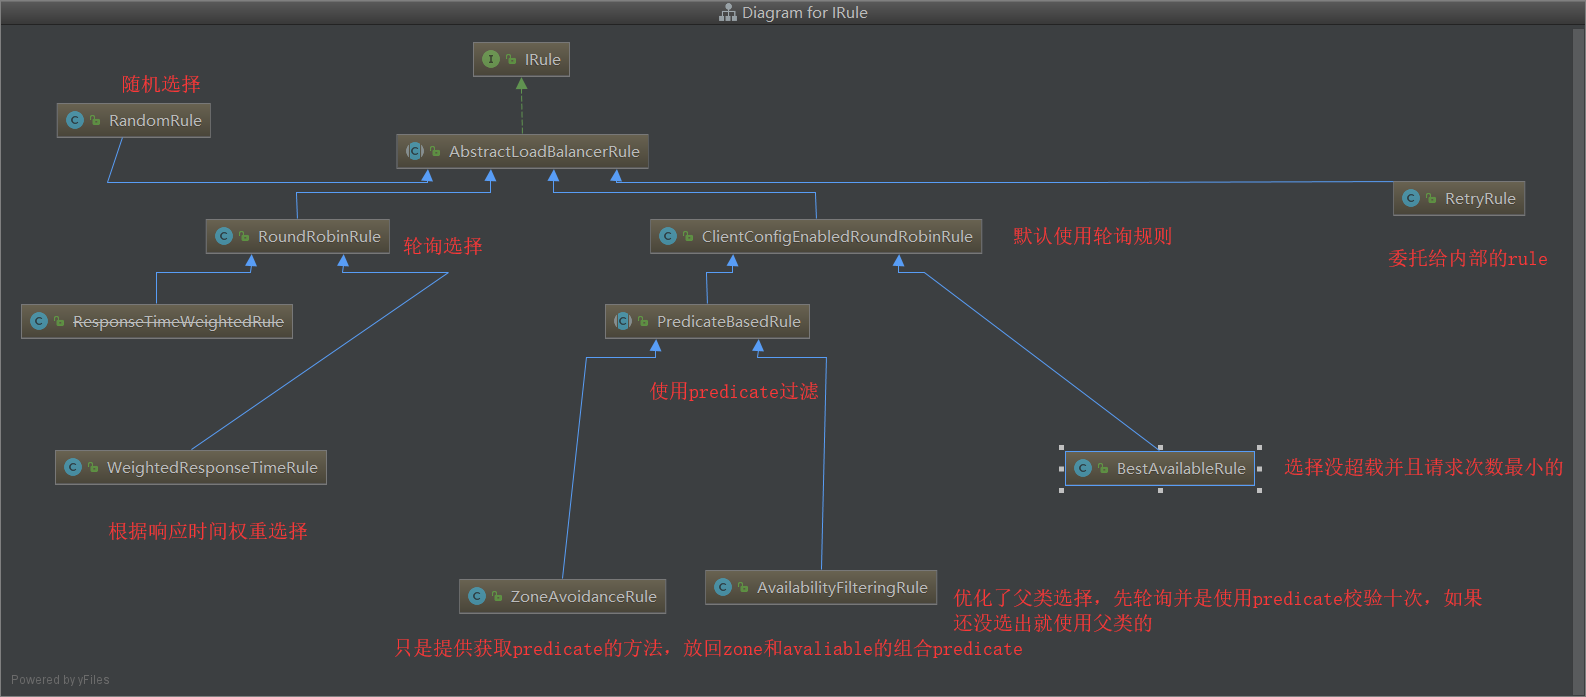 Diagram for IRule
IRule
随机选择
RandomRule
AbstractLoadBalancerRule
RetryRule
RoundRobinRule
轮询选择
ClientConfigEnabledRoundRobinRule
默认使用轮询规则
委托给内部的rule
ResponseTimeWeightedRule
PredicateBasedRule
使用predicate过滤
WeightedResponseTimeRule
BestAvailableRule
选择没超载并且请求次数最小的
根据响应时间权重选择
ZoneAvoidanceRule
AvailabilityFilteringRule
优化了父类选择，先轮询并是使用predicate校验十次，如果
还没选出就使用父类的
只是提供获取predicate的方法，放回zone和avaliable的组合predicate
Powered by yFiles